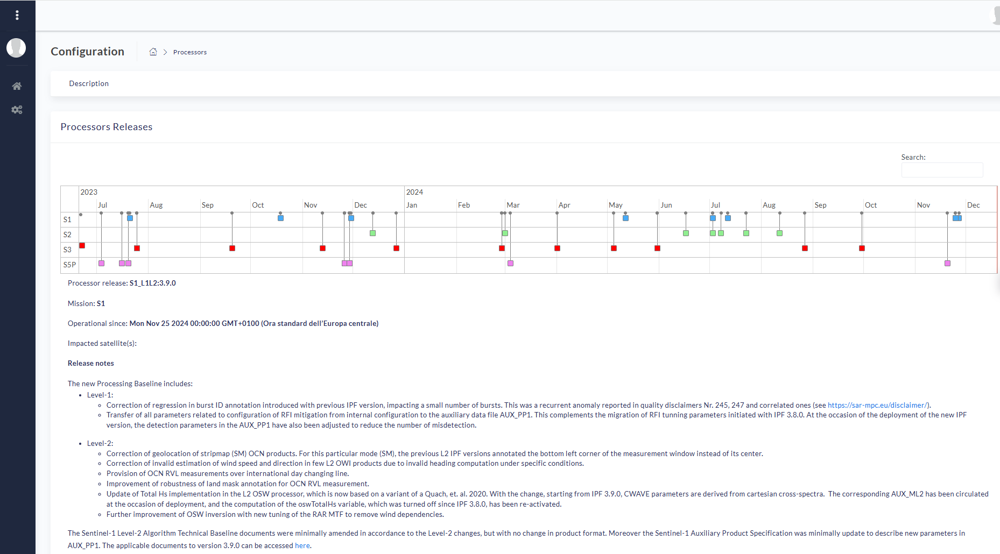 Configuration
Processors
Description
Processors Releases
Search:
2023 2024
Jul Aug Sep Oct Nov Dec Jan Feb Mar Apr May Jun Jul Aug Sep Oct Nov Dec
S1
S2
S3
S5P
Processor release: S1_L1L2:3.9.0
Mission: S1
Operational since: Mon Nov 25 2024 00:00:00 GMT+0100 (Ora standard dell’Europa centrale)
Impacted satellite(s):
Release notes
The new Processing Baseline includes:
• Level-1:
◦ Correction of regression in burst ID annotation introduced with previous IPF version, impacting a small number of bursts. This was a recurrent anomaly reported in quality disclaimers Nr. 245, 247 and correlated ones (see https://sar-mpc.eu/disclaimer/).
◦ Transfer of all parameters related to configuration of RFI mitigation from internal configuration to the auxiliary data file AUX_PP1. This complements the migration of RFI tunning parameters initiated with IPF 3.8.0. At the occasion of the deployment of the new IPF
version, the detection parameters in the AUX_PP1 have also been adjusted to reduce the number of misdetection.
• Level-2:
◦ Correction of geolocation of stripmap (SM) OCN products. For this particular mode (SM), the previous L2 IPF versions annotated the bottom left corner of the measurement window instead of its center.
◦ Correction of invalid estimation of wind speed and direction in few L2 OWI products due to invalid heading computation under specific conditions.
◦ Provision of OCN RVL measurements over international day changing line.
◦ Improvement of robustness of land mask annotation for OCN RVL measurement.
◦ Update of Total Hs implementation in the L2 OSW processor, which is now based on a variant of a Quach, et. al. 2020. With the change, starting from IPF 3.9.0, CWAVE parameters are derived from cartesian cross-spectra. The corresponding AUX_ML2 has been circulated
at the occasion of deployment, and the computation of the oswTotalHs variable, which was turned off since IPF 3.8.0, has been re-activated.
◦ Further improvement of OSW inversion with new tuning of the RAR MTF to remove wind dependencies.
The Sentinel-1 Level-2 Algorithm Technical Baseline documents were minimally amended in accordance to the Level-2 changes, but with no change in product format. Moreover the Sentinel-1 Auxiliary Product Specification was minimally update to describe new parameters in
AUX_PP1. The applicable documents to version 3.9.0 can be accessed here.